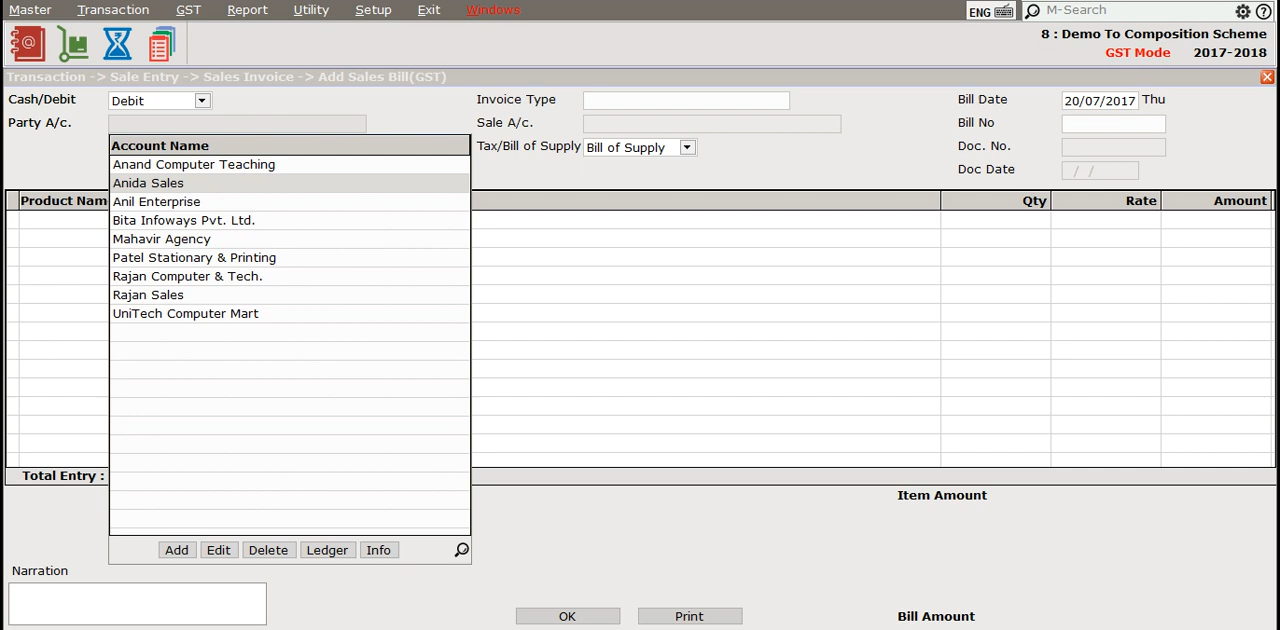 Master Transaction GST Report Utility Setup Exit Windows ENG M-Search
8 : Demo To Composition Scheme
GST Mode 2017-2018
Transaction -> Sale Entry -> Sales Invoice -> Add Sales Bill(GST)
Cash/Debit Debit Invoice Type Bill Date 20/07/2017 Thu
Party A/c. Sale A/c. Bill No
Account Name Tax/Bill of Supply Bill of Supply Doc. No.
Anand Computer Teaching Doc Date / /
Anida Sales
Product Nam Anil Enterprise Qty Rate Amount
Bita Infoways Pvt. Ltd.
Mahavir Agency
Patel Stationary & Printing
Rajan Computer & Tech.
Rajan Sales
UniTech Computer Mart
Total Entry :
Item Amount
Add Edit Delete Ledger Info
Narration
OK Print Bill Amount